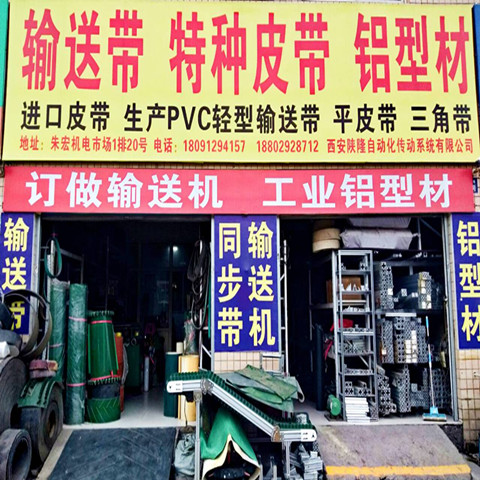 输送带 特种皮带 铝型材
进口皮带 生产PVC轻型输送带 平皮带 三角带
地址：朱宏机电市场1排20号 电话：18091294157 18802928712 西安陕隆自动化传动系统有限公司
订做输送机 工业铝型材
输送带
同步带
输送机
铝型材